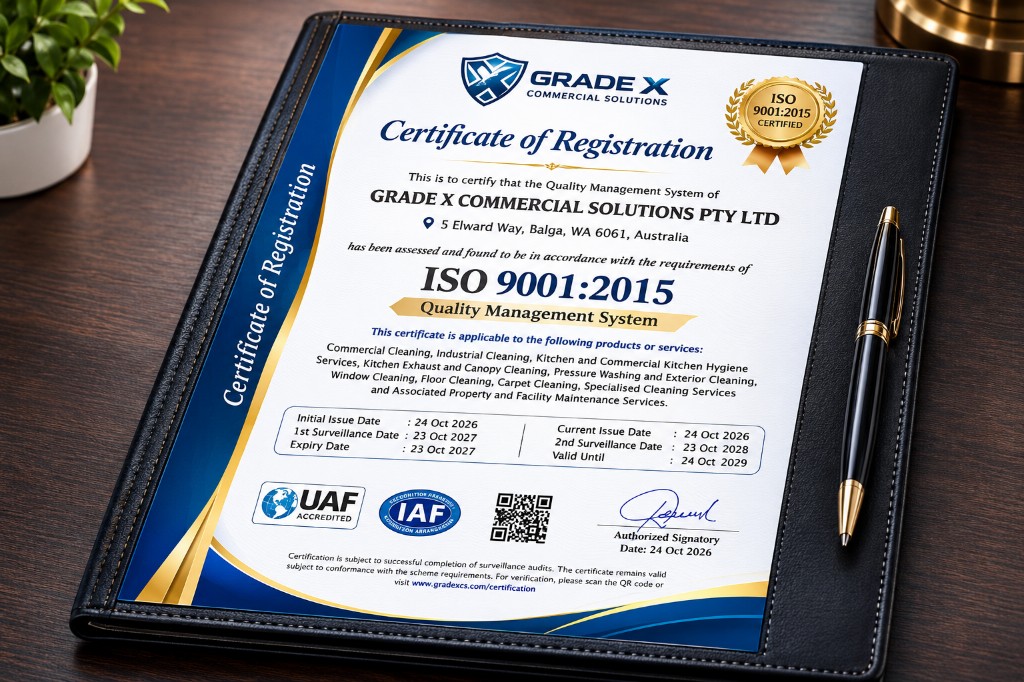 GRADE X
COMMERCIAL SOLUTIONS
ISO
9001:2015
CERTIFIED
Certificate of Registration
Certificate of Registration
This is to certify that the Quality Management System of
GRADE X COMMERCIAL SOLUTIONS PTY LTD
5 Elward Way, Balga, WA 6061, Australia
has been assessed and found to be in accordance with the requirements of
ISO 9001:2015
Quality Management System
This certificate is applicable to the following products or services:
Commercial Cleaning, Industrial Cleaning, Kitchen and Commercial Kitchen Hygiene
Services, Kitchen Exhaust and Canopy Cleaning, Pressure Washing and Exterior Cleaning,
Window Cleaning, Floor Cleaning, Carpet Cleaning, Specialised Cleaning Services
and Associated Property and Facility Maintenance Services.
Initial Issue Date : 24 Oct 2026
1st Surveillance Date : 23 Oct 2027
Expiry Date : 23 Oct 2027
Current Issue Date : 24 Oct 2026
2nd Surveillance Date : 23 Oct 2028
Valid Until : 24 Oct 2029
UAF
ACCREDITED
IAF
Authorized Signatory
Date: 24 Oct 2026
Certification is subject to successful completion of surveillance audits. The certificate remains valid
subject to conformance with the scheme requirements. For verification, please scan the QR code or
visit www.gradexcs.com/certification